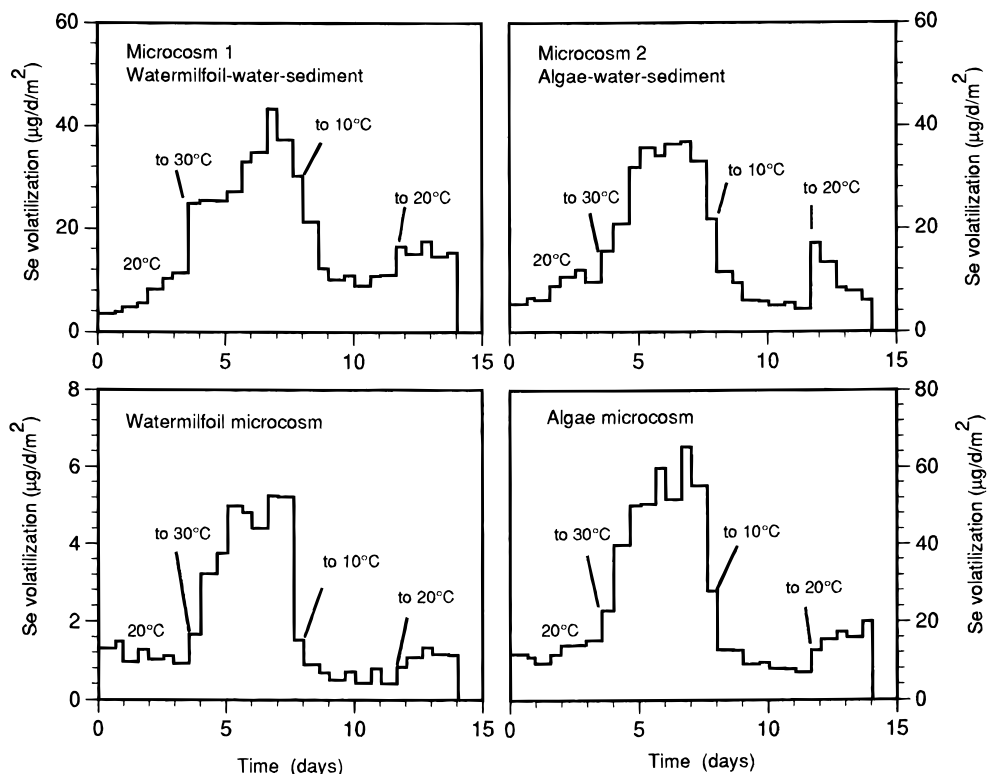 60
40
20
0
Se volatilization (µg/d/m²)
Microcosm 1
Watermilfoil-water-sediment
20°C
to 30°C
to 10°C
to 20°C
0
5
10
15
Microcosm 2
Algae-water-sediment
20°C
to 30°C
to 10°C
to 20°C
60
40
20
0
Se volatilization (µg/d/m²)
0
5
10
15
8
6
4
2
0
Se volatilization (µg/d/m²)
Watermilfoil microcosm
20°C
to 30°C
to 10°C
to 20°C
0
5
10
15
Time (days)
Algae microcosm
20°C
to 30°C
to 10°C
to 20°C
80
60
40
20
0
Se volatilization (µg/d/m²)
0
5
10
15
Time (days)